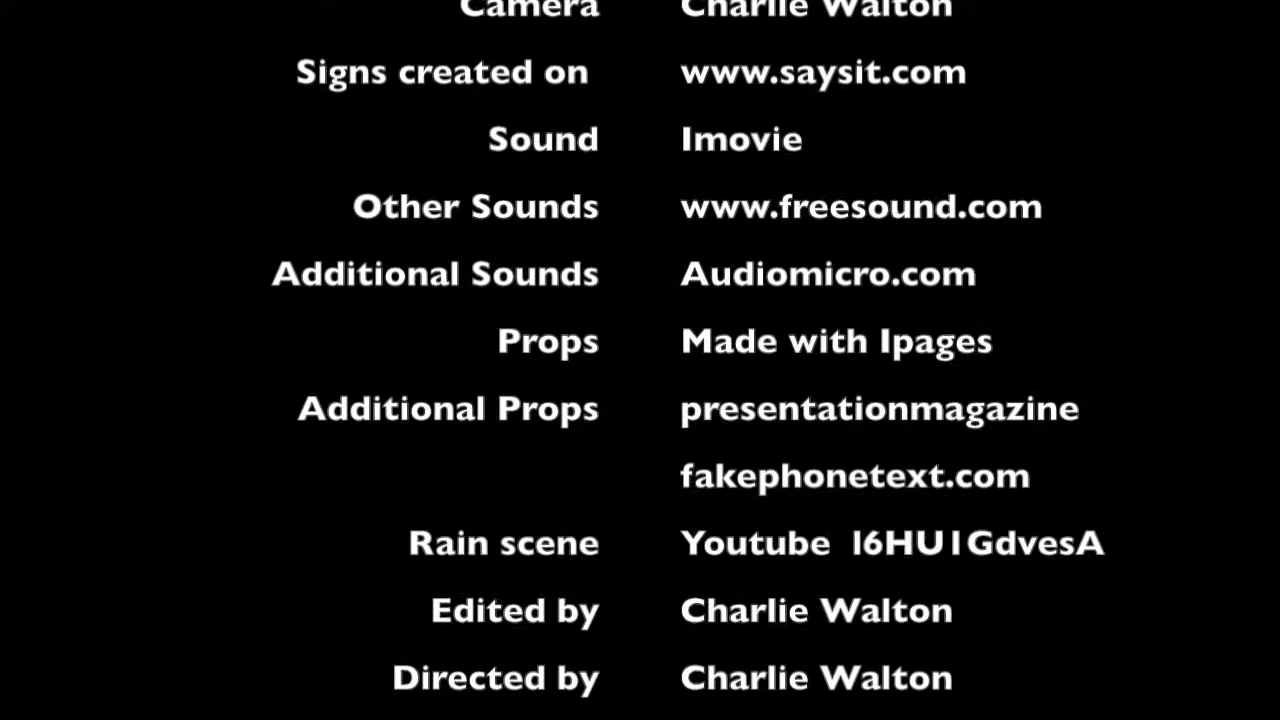 Camera Charlie Walton
Signs created on www.saysit.com
Sound Imovie
Other Sounds www.freesound.com
Additional Sounds Audiomicro.com
Props Made with Ipages
Additional Props presentationmagazine
fakephonetext.com
Rain scene Youtube l6HU1GdvesA
Edited by Charlie Walton
Directed by Charlie Walton